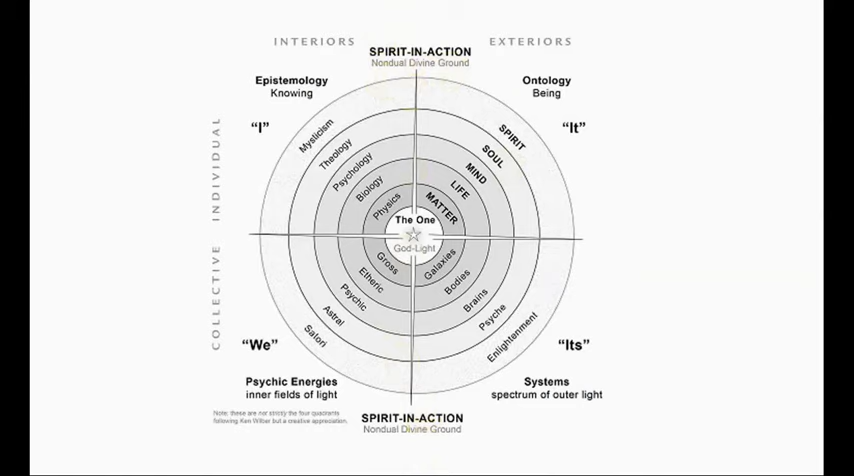 INTERIORS
EXTERIORS
SPIRIT-IN-ACTION
Nondual Divine Ground
Epistemology
Knowing
Ontology
Being
"I"
"It"
INDIVIDUAL
COLLECTIVE
Mysticism
Theology
Psychology
Biology
Physics
SPIRIT
SOUL
MIND
LIFE
MATTER
The One
God-Light
Gross
Etheric
Psychic
Astral
Satori
Galaxies
Bodies
Brains
Psyche
Enlightenment
"We"
"Its"
Psychic Energies
inner fields of light
Systems
spectrum of outer light
Note: these are not strictly the four quadrants
following Ken Wilber but a creative appreciation.
SPIRIT-IN-ACTION
Nondual Divine Ground